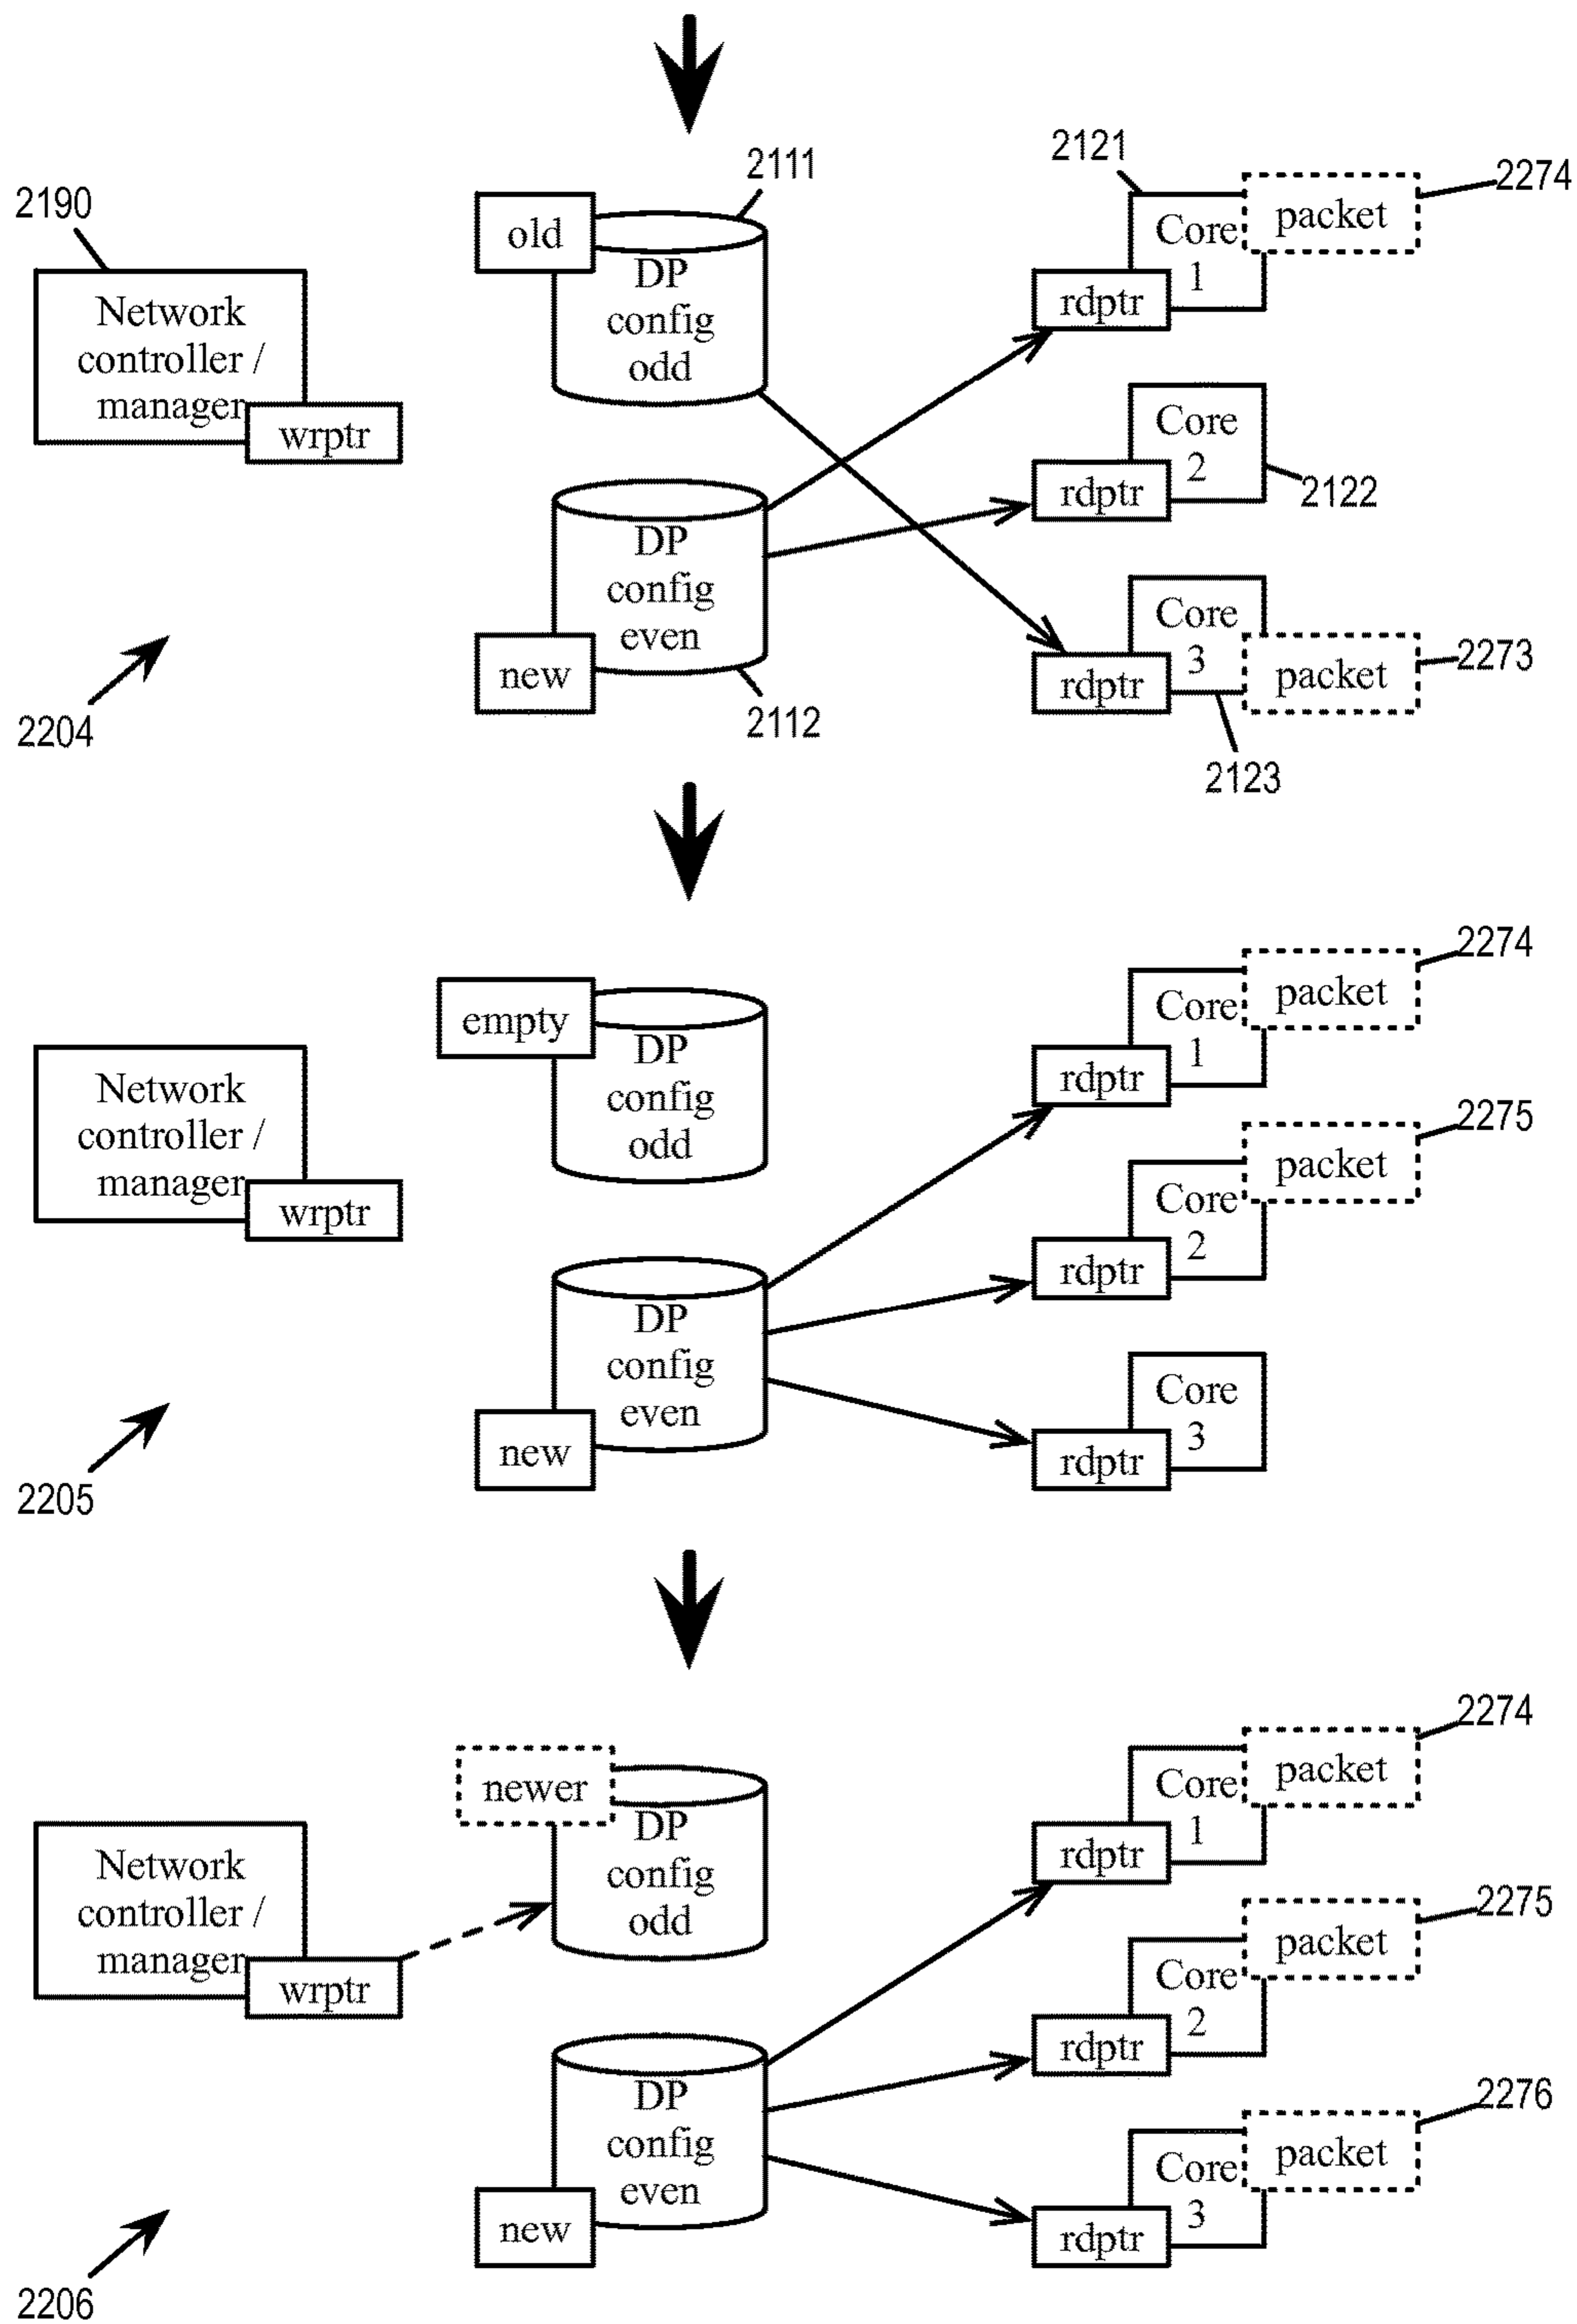 2111
2121
2274
2190
old
Core
1
packet
DP
config
odd
rdptr
Network
controller /
manager
wrptr
Core
2
rdptr
2122
DP
config
even
new
2112
Core
3
rdptr
packet
2273
2123
2204
2274
empty
Core
1
packet
DP
config
odd
rdptr
Network
controller /
manager
wrptr
2275
packet
Core
2
rdptr
DP
config
even
new
Core
3
rdptr
2205
2274
newer
Core
1
packet
DP
config
odd
rdptr
Network
controller /
manager
wrptr
2275
packet
Core
2
rdptr
DP
config
even
new
2276
packet
Core
3
rdptr
2206